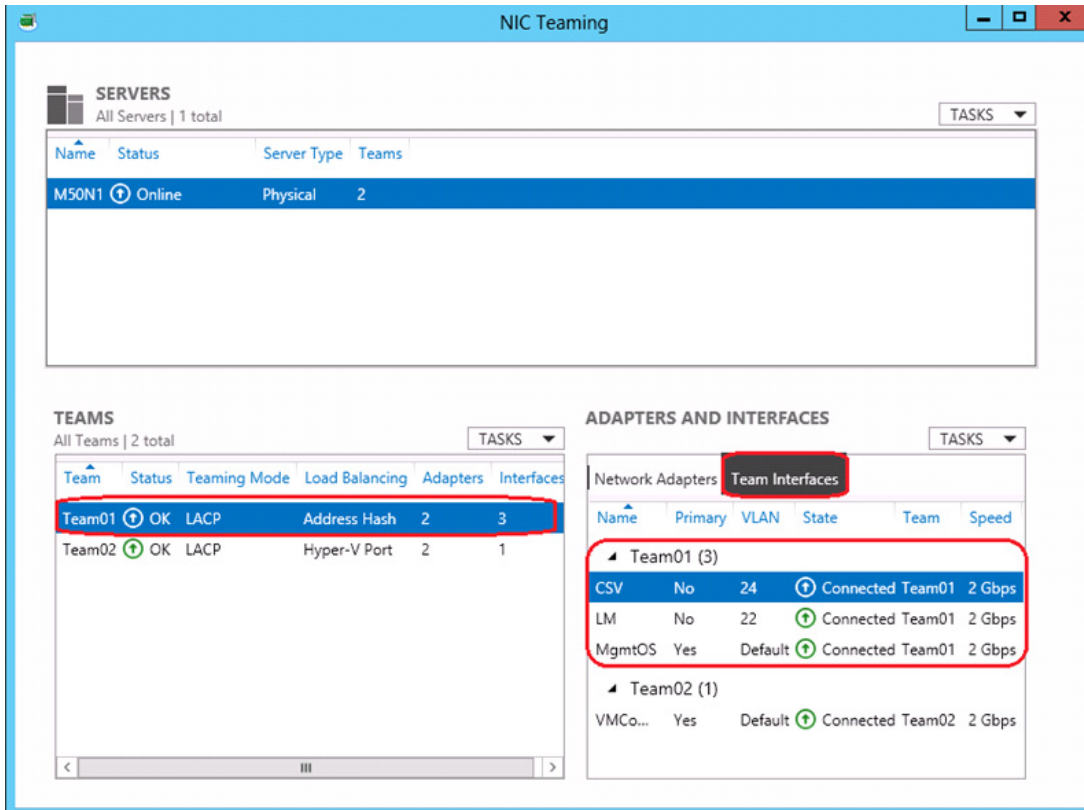 NIC Teaming
SERVERS
All Servers | 1 total
TASKS
Name Status Server Type Teams
M50N1 Online Physical 2
TEAMS
All Teams | 2 total
TASKS
Team Status Teaming Mode Load Balancing Adapters Interfaces
Team01 OK LACP Address Hash 2 3
Team02 OK LACP Hyper-V Port 2 1
ADAPTERS AND INTERFACES
TASKS
Network Adapters Team Interfaces
Name Primary VLAN State Team Speed
Team01 (3)
CSV No 24 Connected Team01 2 Gbps
LM No 22 Connected Team01 2 Gbps
MgmtOS Yes Default Connected Team01 2 Gbps
Team02 (1)
VMCo... Yes Default Connected Team02 2 Gbps